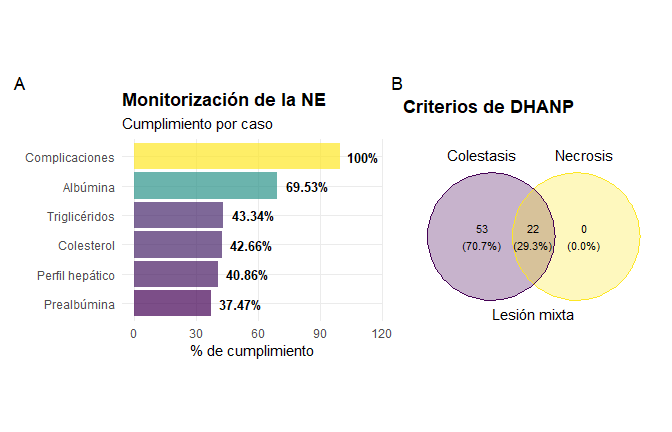 A
Monitorización de la NE
Cumplimiento por caso
Complicaciones
100%
Albúmina
69.53%
Triglicéridos
43.34%
Colesterol
42.66%
Perfil hepático
40.86%
Prealbúmina
37.47%
0 30 60 90 120
% de cumplimiento
B
Criterios de DHANP
Colestasis Necrosis
53 22 0
(70.7%) (29.3%) (0.0%)
Lesión mixta